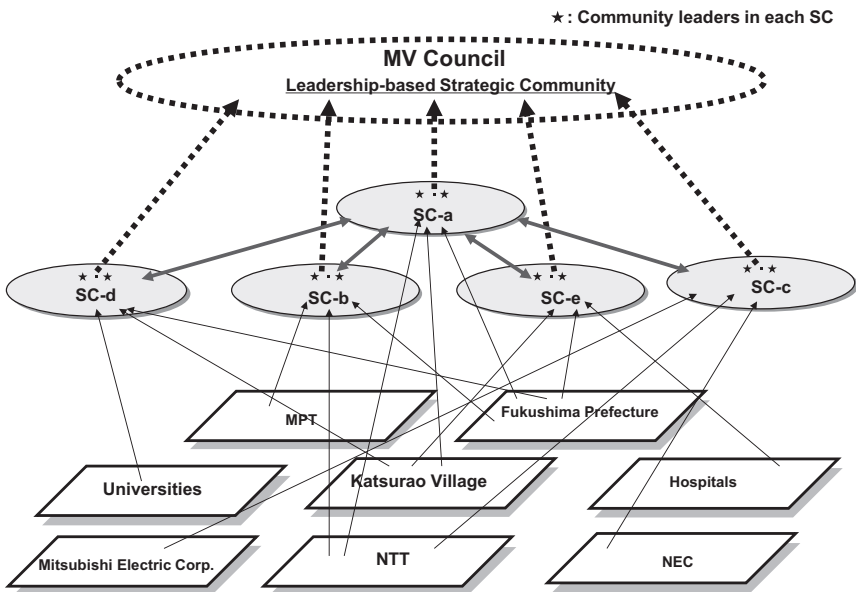 ★ : Community leaders in each SC
MV Council
Leadership-based Strategic Community
★ · ★
SC-a
★ · ★
SC-d
★ · ★
SC-b
★ · ★
SC-e
★ · ★
SC-c
MPT
Fukushima Prefecture
Universities
Katsurao Village
Hospitals
Mitsubishi Electric Corp.
NTT
NEC